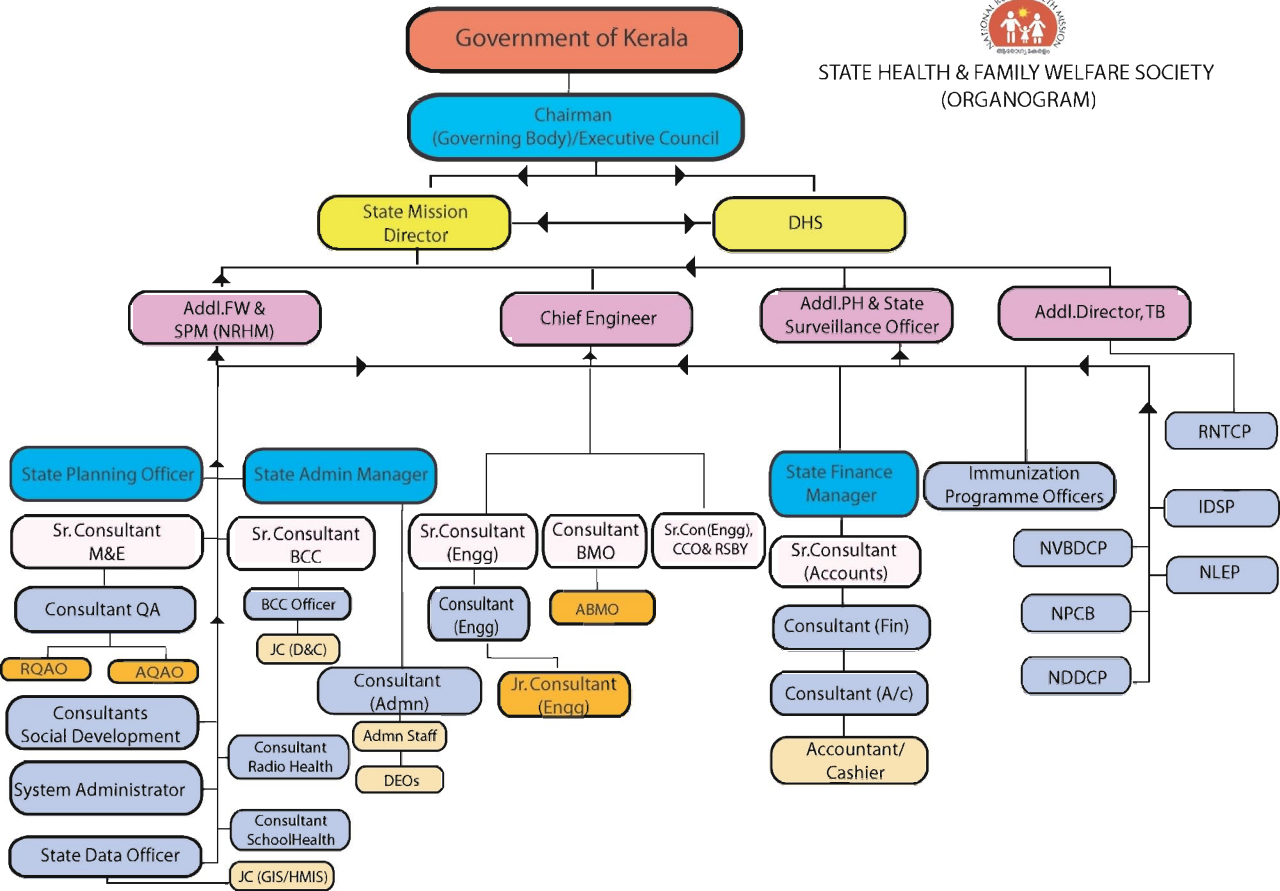 Government of Kerala
NATIONAL
MISSION
STATE HEALTH & FAMILY WELFARE SOCIETY
(ORGANOGRAM)
Chairman
(Governing Body)/Executive Council
State Mission
Director
DHS
Addl.FW &
SPM (NRHM)
Chief Engineer
Addl.PH & State
Surveillance Officer
Addl.Director,TB
RNTCP
State Planning Officer
State Admin Manager
State Finance
Manager
Immunization
Programme Officers
IDSP
Sr.Consultant
M&E
Sr.Consultant
BCC
Sr.Consultant
(Engg)
Consultant
BMO
Sr.Con(Engg),
CCO& RSBY
Sr.Consultant
(Accounts)
NVBDCP
NLEP
Consultant QA
BCC Officer
Consultant
(Engg)
ABMO
Consultant (Fin)
NPCB
JC (D&C)
RQAO
AQAO
Consultant
(Admn)
Jr.Consultant
(Engg)
Consultant (A/c)
NDDCP
Consultants
Social Development
Admn Staff
Consultant
Radio Health
Accountant/
Cashier
DEOs
System Administrator
Consultant
SchoolHealth
State Data Officer
JC (GIS/HMIS)